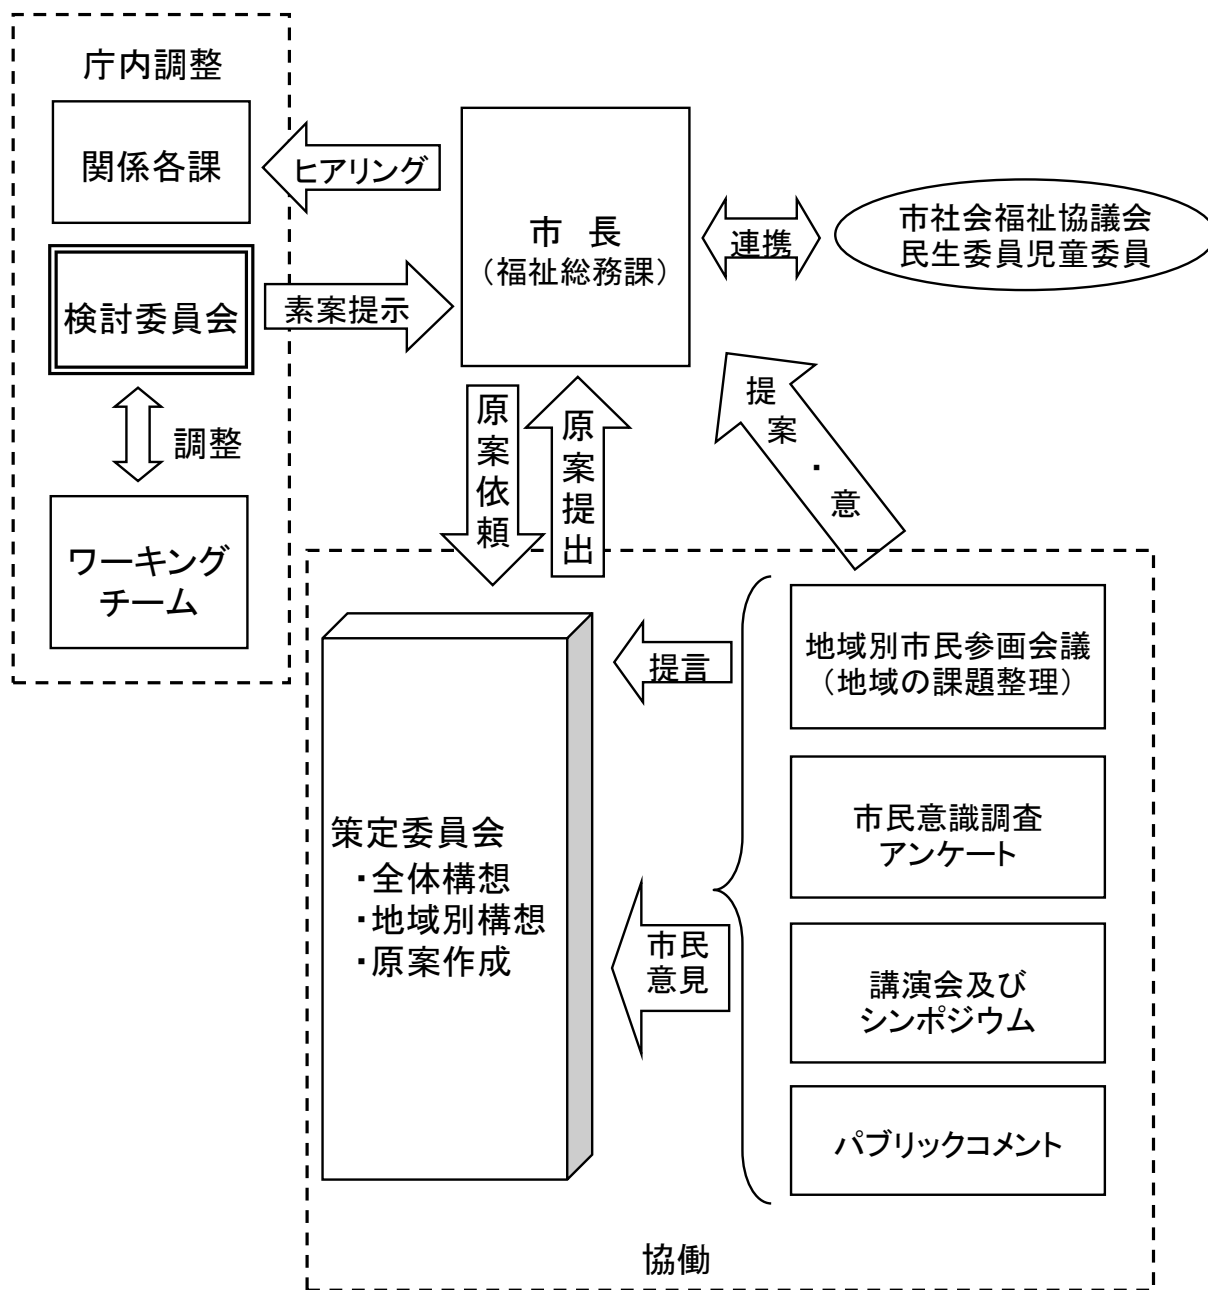 庁内調整
関係各課
ヒアリング
市 長
（福祉総務課）
連携
市社会福祉協議会
民生委員児童委員
検討委員会
素案提示
調整
ワーキング
チーム
原案依頼
原案提出
提案・意
提言
地域別市民参画会議
（地域の課題整理）
市民意識調査
アンケート
策定委員会
・全体構想
・地域別構想
・原案作成
市民
意見
講演会及び
シンポジウム
パブリックコメント
協働